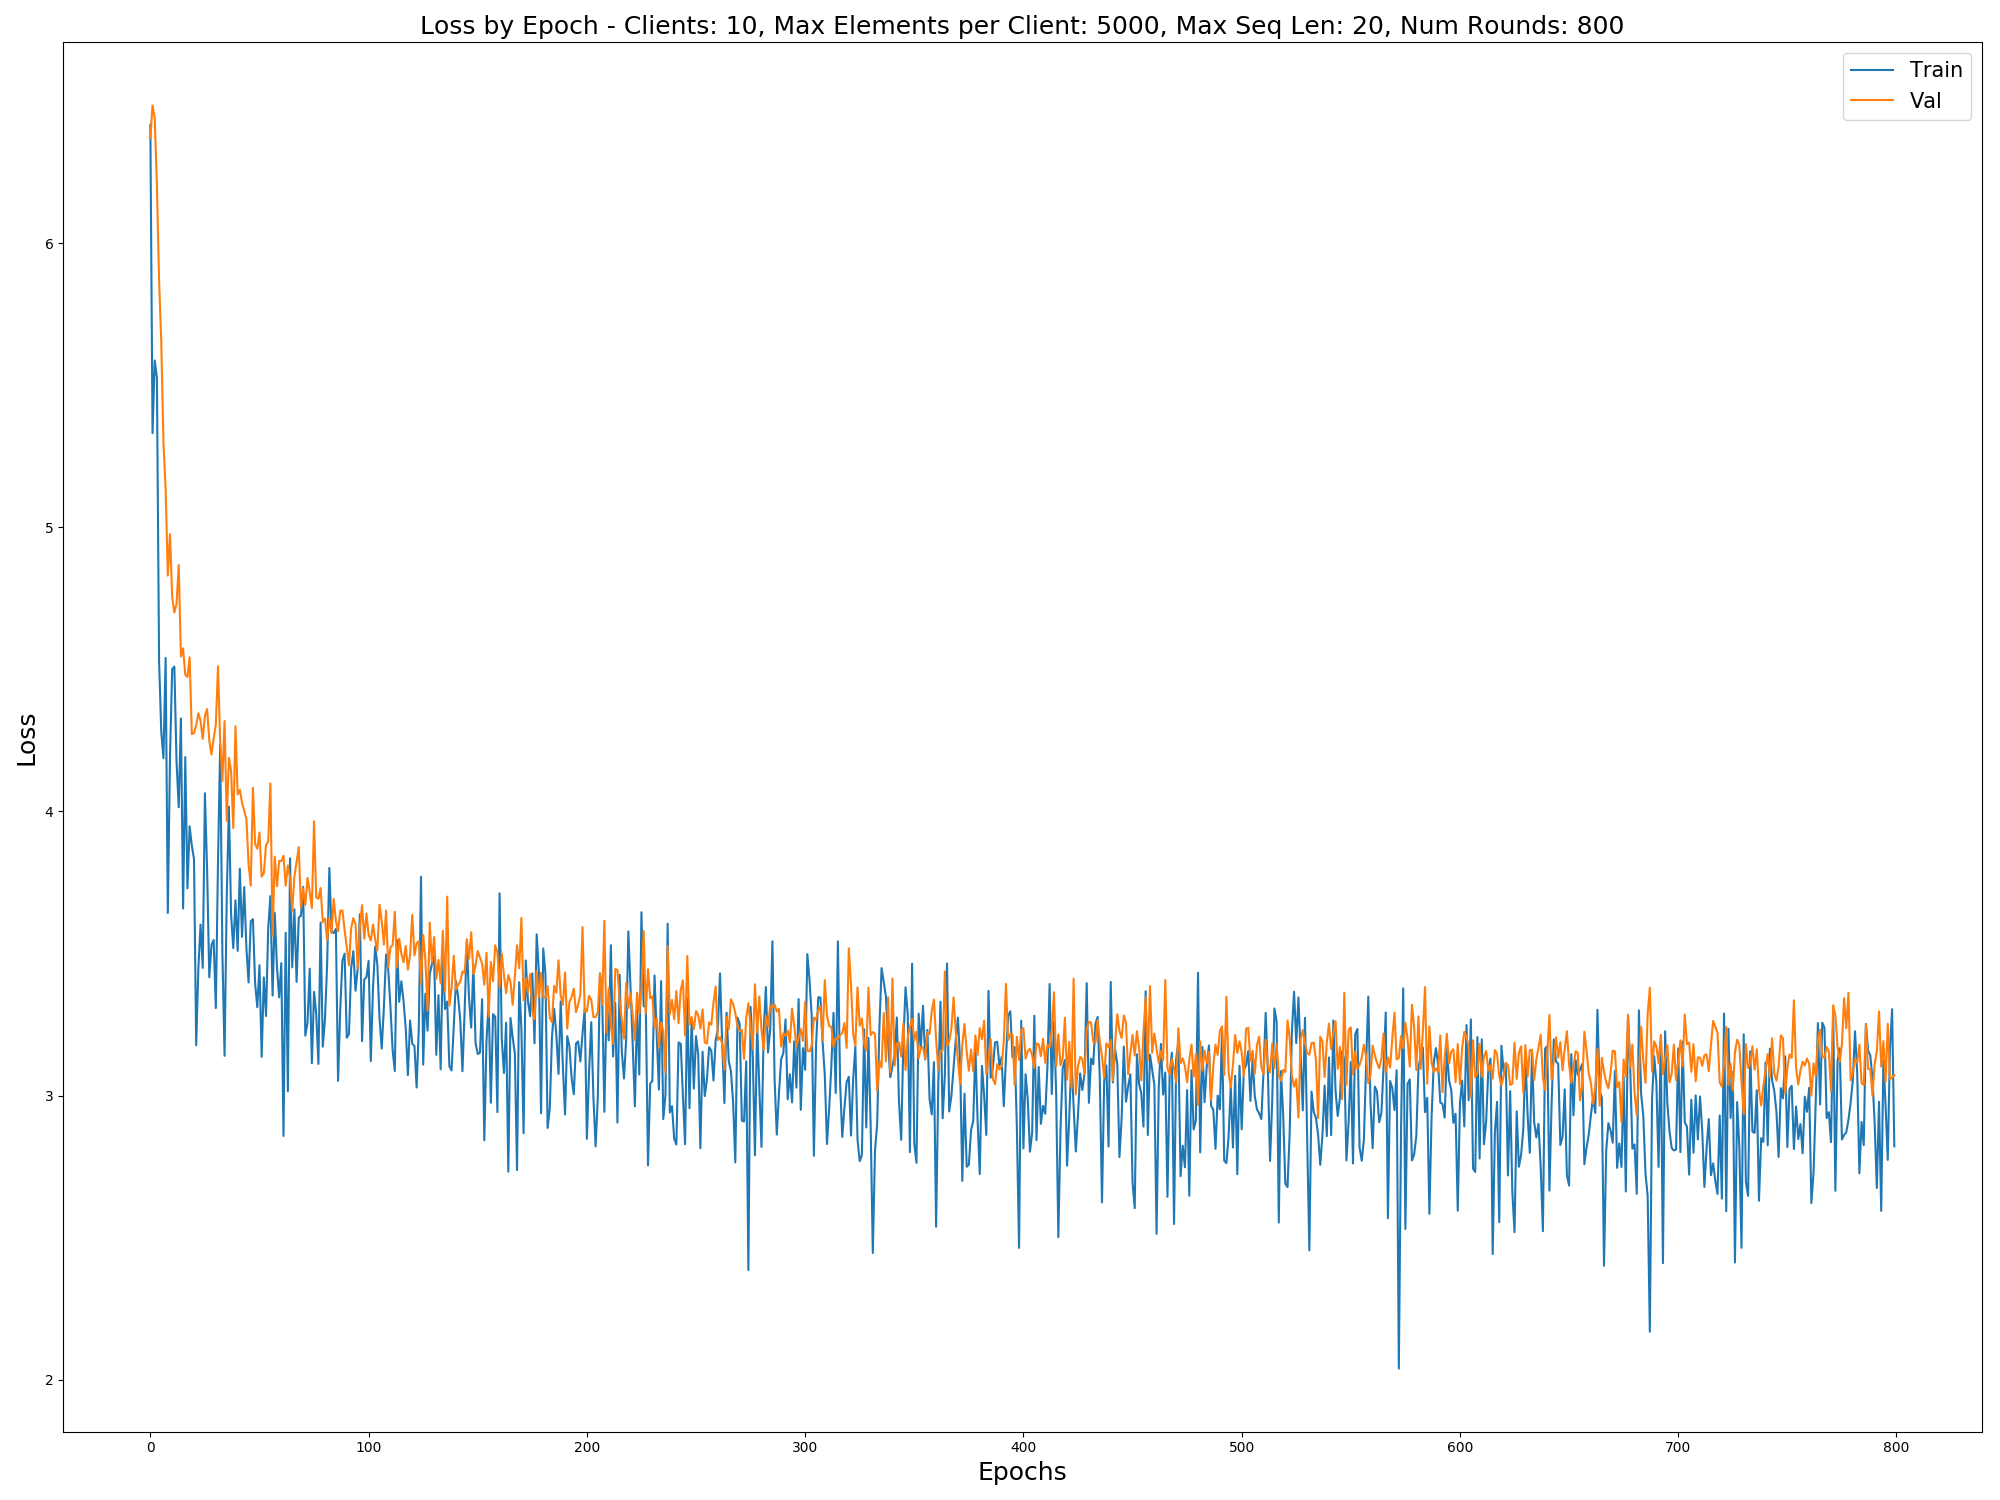 Loss by Epoch - Clients: 10, Max Elements per Client: 5000, Max Seq Len: 20, Num Rounds: 800
Train
Val
6
5
4
3
2
Loss
0 100 200 300 400 500 600 700 800
Epochs